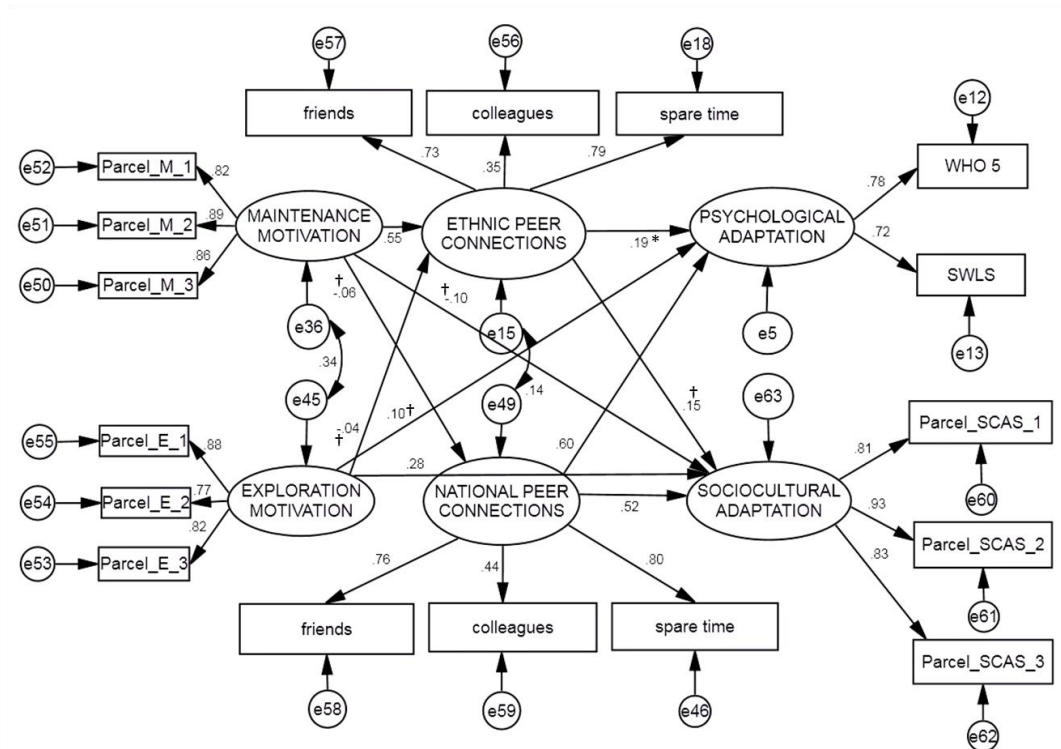 e57
e56
e18
friends
colleagues
spare time
e12
WHO 5
e52
Parcel_M_1
.82
.73
.35
.79
.78
e51
Parcel_M_2
.89
MAINTENANCE
MOTIVATION
.55
ETHNIC PEER
CONNECTIONS
.19 *
PSYCHOLOGICAL
ADAPTATION
.72
e50
Parcel_M_3
.86
SWLS
†
-.06
†
-.10
e36
e15
e5
e13
.34
e45
e49
.14
e63
-.04
†
.10†
†
.15
.60
e55
Parcel_E_1
.88
Parcel_SCAS_1
.81
e60
e54
Parcel_E_2
.77
EXPLORATION
MOTIVATION
.28
NATIONAL PEER
CONNECTIONS
.52
SOCIOCULTURAL
ADAPTATION
.93
Parcel_SCAS_2
e61
e53
Parcel_E_3
.82
.76
.44
.80
.83
friends
colleagues
spare time
Parcel_SCAS_3
e58
e59
e46
e62